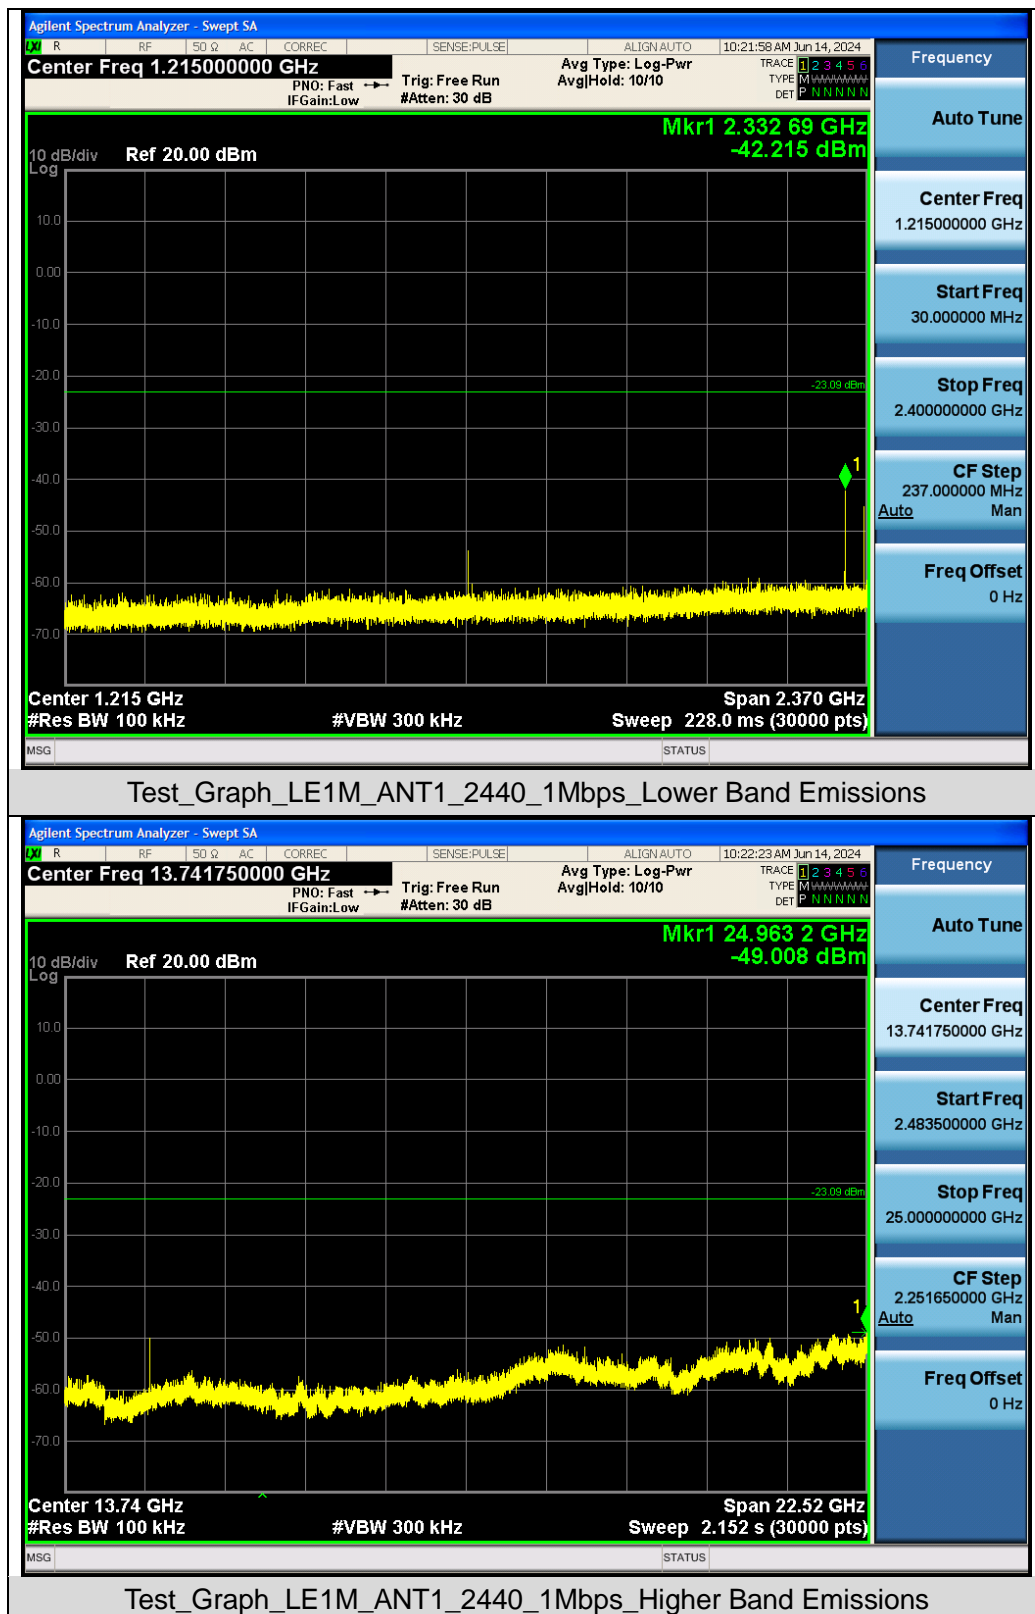 Agilent Spectrum Analyzer - Swept SA
LXI R RF 50 Ω AC CORREC SENSE:PULSE ALIGN AUTO 10:21:58 AM Jun 14, 2024
Center Freq 1.215000000 GHz
PNO: Fast
IFGain:Low
Trig: Free Run
#Atten: 30 dB
Avg Type: Log-Pwr
Avg|Hold: 10/10
TRACE 1 2 3 4 5 6
TYPE M
DET P N N N N N
Mkr1 2.332 69 GHz
-42.215 dBm
10 dB/div Ref 20.00 dBm
Log
10.0
0.00
-10.0
-20.0
-23.09 dBm
-30.0
1
-40.0
-50.0
-60.0
-70.0
Center 1.215 GHz Span 2.370 GHz
#Res BW 100 kHz #VBW 300 kHz Sweep 228.0 ms (30000 pts)
MSG STATUS
Frequency
Auto Tune
Center Freq
1.215000000 GHz
Start Freq
30.000000 MHz
Stop Freq
2.400000000 GHz
CF Step
237.000000 MHz
Auto Man
Freq Offset
0 Hz
Test_Graph_LE1M_ANT1_2440_1Mbps_Lower Band Emissions
Agilent Spectrum Analyzer - Swept SA
LXI R RF 50 Ω AC CORREC SENSE:PULSE ALIGN AUTO 10:22:23 AM Jun 14, 2024
Center Freq 13.741750000 GHz
PNO: Fast
IFGain:Low
Trig: Free Run
#Atten: 30 dB
Avg Type: Log-Pwr
Avg|Hold: 10/10
TRACE 1 2 3 4 5 6
TYPE M
DET P N N N N N
Mkr1 24.963 2 GHz
-49.008 dBm
10 dB/div Ref 20.00 dBm
Log
10.0
0.00
-10.0
-20.0
-23.09 dBm
-30.0
-40.0
1
-50.0
-60.0
-70.0
Center 13.74 GHz Span 22.52 GHz
#Res BW 100 kHz #VBW 300 kHz Sweep 2.152 s (30000 pts)
MSG STATUS
Frequency
Auto Tune
Center Freq
13.741750000 GHz
Start Freq
2.483500000 GHz
Stop Freq
25.000000000 GHz
CF Step
2.251650000 GHz
Auto Man
Freq Offset
0 Hz
Test_Graph_LE1M_ANT1_2440_1Mbps_Higher Band Emissions